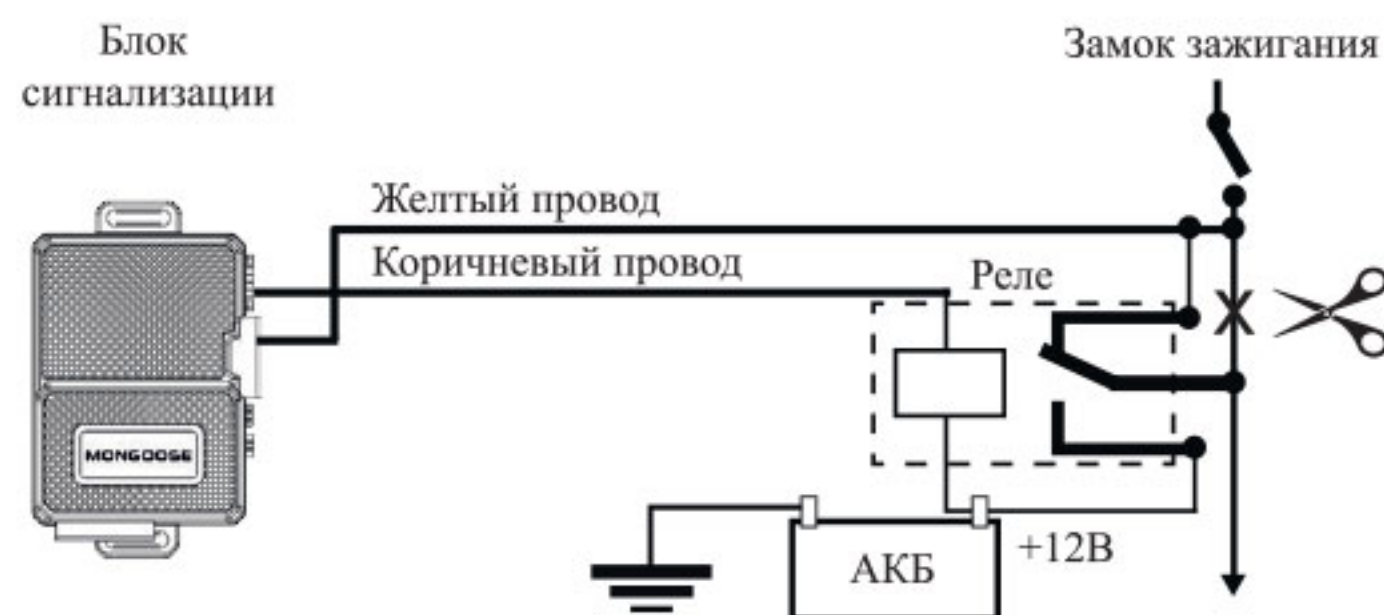 Блок
сигнализации
Замок зажигания
Желтый провод
Коричневый провод
Реле
X
MONGOOSE
+12В
АКБ